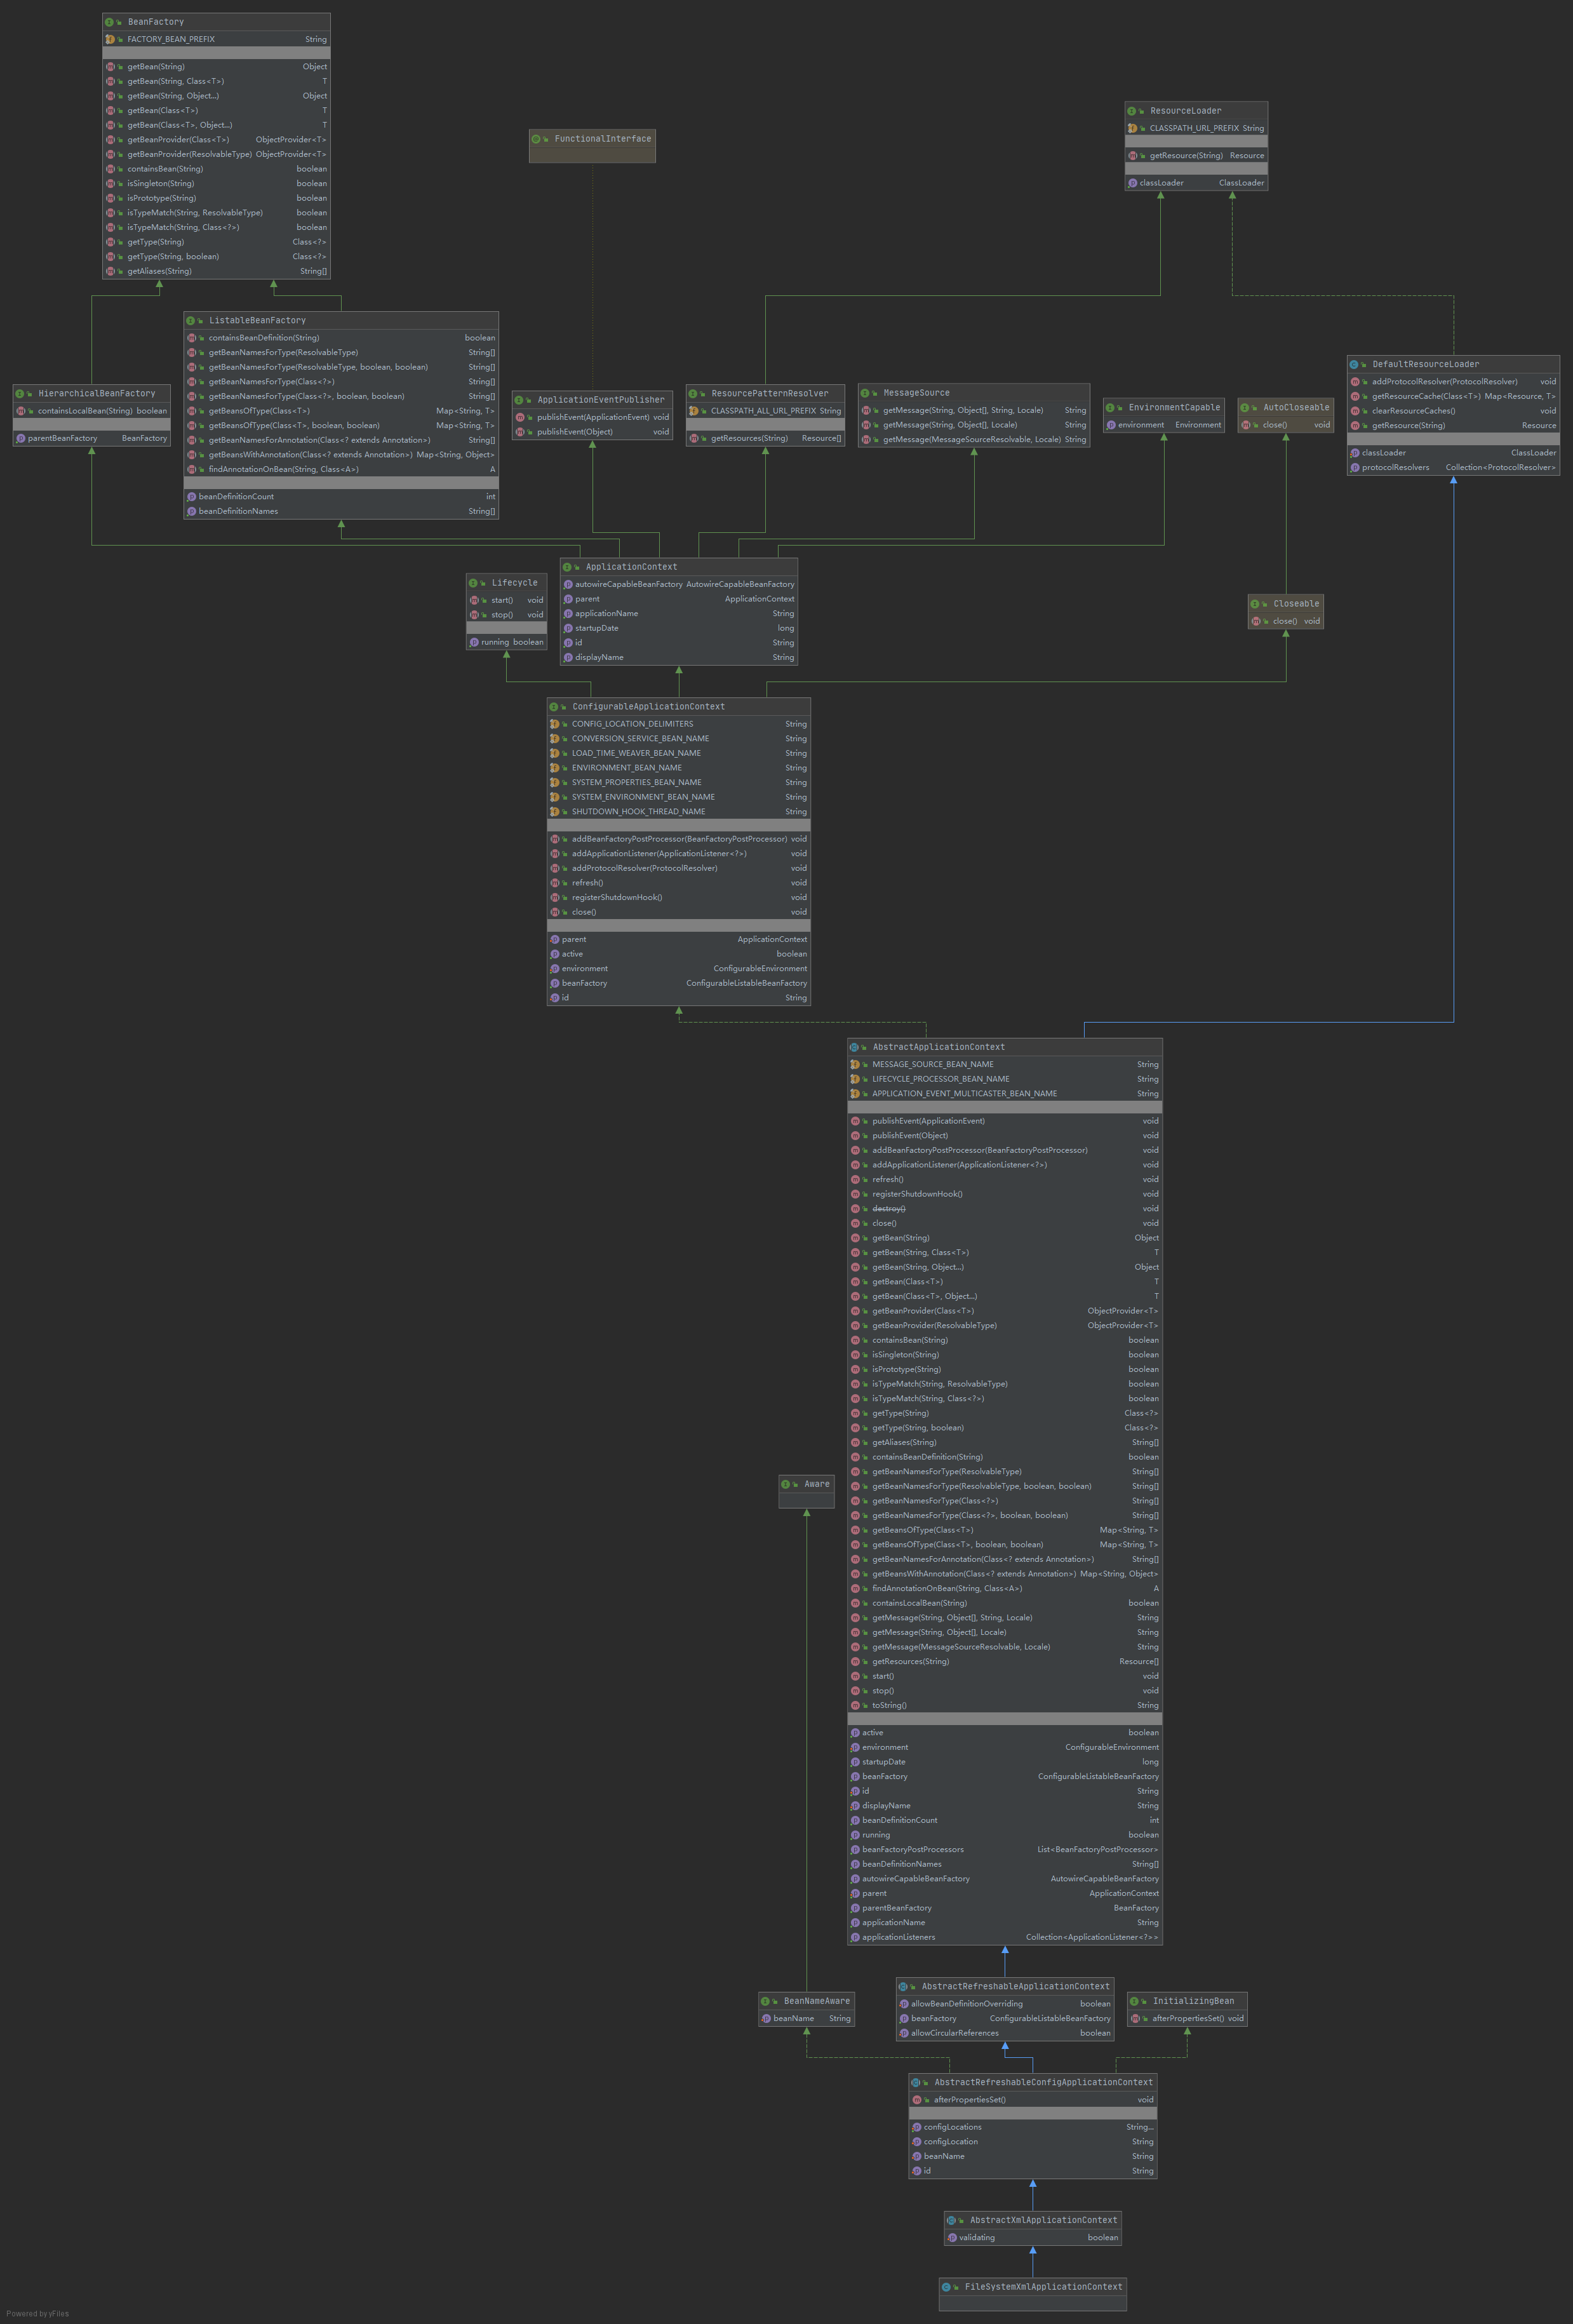 BeanFactory
FACTORY_BEAN_PREFIX String
getBean(String) Object
getBean(String, Class<T>) T
getBean(String, Object...) Object
getBean(Class<T>) T
getBean(Class<T>, Object...) T
getBeanProvider(Class<T>) ObjectProvider<T>
getBeanProvider(ResolvableType) ObjectProvider<T>
containsBean(String) boolean
isSingleton(String) boolean
isPrototype(String) boolean
isTypeMatch(String, ResolvableType) boolean
isTypeMatch(String, Class<?>) boolean
getType(String) Class<?>
getType(String, boolean) Class<?>
getAliases(String) String[]
ResourceLoader
CLASSPATH_URL_PREFIX String
getResource(String) Resource
classLoader ClassLoader
FunctionalInterface
ListableBeanFactory
containsBeanDefinition(String) boolean
getBeanNamesForType(ResolvableType) String[]
getBeanNamesForType(ResolvableType, boolean, boolean) String[]
getBeanNamesForType(Class<?>) String[]
getBeanNamesForType(Class<?>, boolean, boolean) String[]
getBeansOfType(Class<T>) Map<String, T>
getBeansOfType(Class<T>, boolean, boolean) Map<String, T>
getBeanNamesForAnnotation(Class<? extends Annotation>) String[]
getBeansWithAnnotation(Class<? extends Annotation>) Map<String, Object>
findAnnotationOnBean(String, Class<A>) A
beanDefinitionCount int
beanDefinitionNames String[]
HierarchicalBeanFactory
containsLocalBean(String) boolean
parentBeanFactory BeanFactory
ApplicationEventPublisher
publishEvent(ApplicationEvent) void
publishEvent(Object) void
ResourcePatternResolver
CLASSPATH_ALL_URL_PREFIX String
getResources(String) Resource[]
MessageSource
getMessage(String, Object[], String, Locale) String
getMessage(String, Object[], Locale) String
getMessage(MessageSourceResolvable, Locale) String
EnvironmentCapable
environment Environment
AutoCloseable
close() void
DefaultResourceLoader
addProtocolResolver(ProtocolResolver) void
getResourceCache(Class<T>) Map<Resource, T>
clearResourceCaches() void
getResource(String) Resource
classLoader ClassLoader
protocolResolvers Collection<ProtocolResolver>
Lifecycle
start() void
stop() void
running boolean
ApplicationContext
autowireCapableBeanFactory AutowireCapableBeanFactory
parent ApplicationContext
applicationName String
startupDate long
id String
displayName String
Closeable
close() void
ConfigurableApplicationContext
CONFIG_LOCATION_DELIMITERS String
CONVERSION_SERVICE_BEAN_NAME String
LOAD_TIME_WEAVER_BEAN_NAME String
ENVIRONMENT_BEAN_NAME String
SYSTEM_PROPERTIES_BEAN_NAME String
SYSTEM_ENVIRONMENT_BEAN_NAME String
SHUTDOWN_HOOK_THREAD_NAME String
addBeanFactoryPostProcessor(BeanFactoryPostProcessor) void
addApplicationListener(ApplicationListener<?>) void
addProtocolResolver(ProtocolResolver) void
refresh() void
registerShutdownHook() void
close() void
parent ApplicationContext
active boolean
environment ConfigurableEnvironment
beanFactory ConfigurableListableBeanFactory
id String
AbstractApplicationContext
MESSAGE_SOURCE_BEAN_NAME String
LIFECYCLE_PROCESSOR_BEAN_NAME String
APPLICATION_EVENT_MULTICASTER_BEAN_NAME String
publishEvent(ApplicationEvent) void
publishEvent(Object) void
addBeanFactoryPostProcessor(BeanFactoryPostProcessor) void
addApplicationListener(ApplicationListener<?>) void
refresh() void
registerShutdownHook() void
destroy() void
close() void
getBean(String) Object
getBean(String, Class<T>) T
getBean(String, Object...) Object
getBean(Class<T>) T
getBean(Class<T>, Object...) T
getBeanProvider(Class<T>) ObjectProvider<T>
getBeanProvider(ResolvableType) ObjectProvider<T>
containsBean(String) boolean
isSingleton(String) boolean
isPrototype(String) boolean
isTypeMatch(String, ResolvableType) boolean
isTypeMatch(String, Class<?>) boolean
getType(String) Class<?>
getType(String, boolean) Class<?>
getAliases(String) String[]
containsBeanDefinition(String) boolean
getBeanNamesForType(ResolvableType) String[]
getBeanNamesForType(ResolvableType, boolean, boolean) String[]
getBeanNamesForType(Class<?>) String[]
getBeanNamesForType(Class<?>, boolean, boolean) String[]
getBeansOfType(Class<T>) Map<String, T>
getBeansOfType(Class<T>, boolean, boolean) Map<String, T>
getBeanNamesForAnnotation(Class<? extends Annotation>) String[]
getBeansWithAnnotation(Class<? extends Annotation>) Map<String, Object>
findAnnotationOnBean(String, Class<A>) A
containsLocalBean(String) boolean
getMessage(String, Object[], String, Locale) String
getMessage(String, Object[], Locale) String
getMessage(MessageSourceResolvable, Locale) String
getResources(String) Resource[]
start() void
stop() void
toString() String
active boolean
environment ConfigurableEnvironment
startupDate long
beanFactory ConfigurableListableBeanFactory
id String
displayName String
beanDefinitionCount int
running boolean
beanFactoryPostProcessors List<BeanFactoryPostProcessor>
beanDefinitionNames String[]
autowireCapableBeanFactory AutowireCapableBeanFactory
parent ApplicationContext
parentBeanFactory BeanFactory
applicationName String
applicationListeners Collection<ApplicationListener<?>>
Aware
BeanNameAware
beanName String
AbstractRefreshableApplicationContext
allowBeanDefinitionOverriding boolean
beanFactory ConfigurableListableBeanFactory
allowCircularReferences boolean
InitializingBean
afterPropertiesSet() void
AbstractRefreshableConfigApplicationContext
afterPropertiesSet() void
configLocations String...
configLocation String
beanName String
id String
AbstractXmlApplicationContext
validating boolean
FileSystemXmlApplicationContext
Powered by yFiles